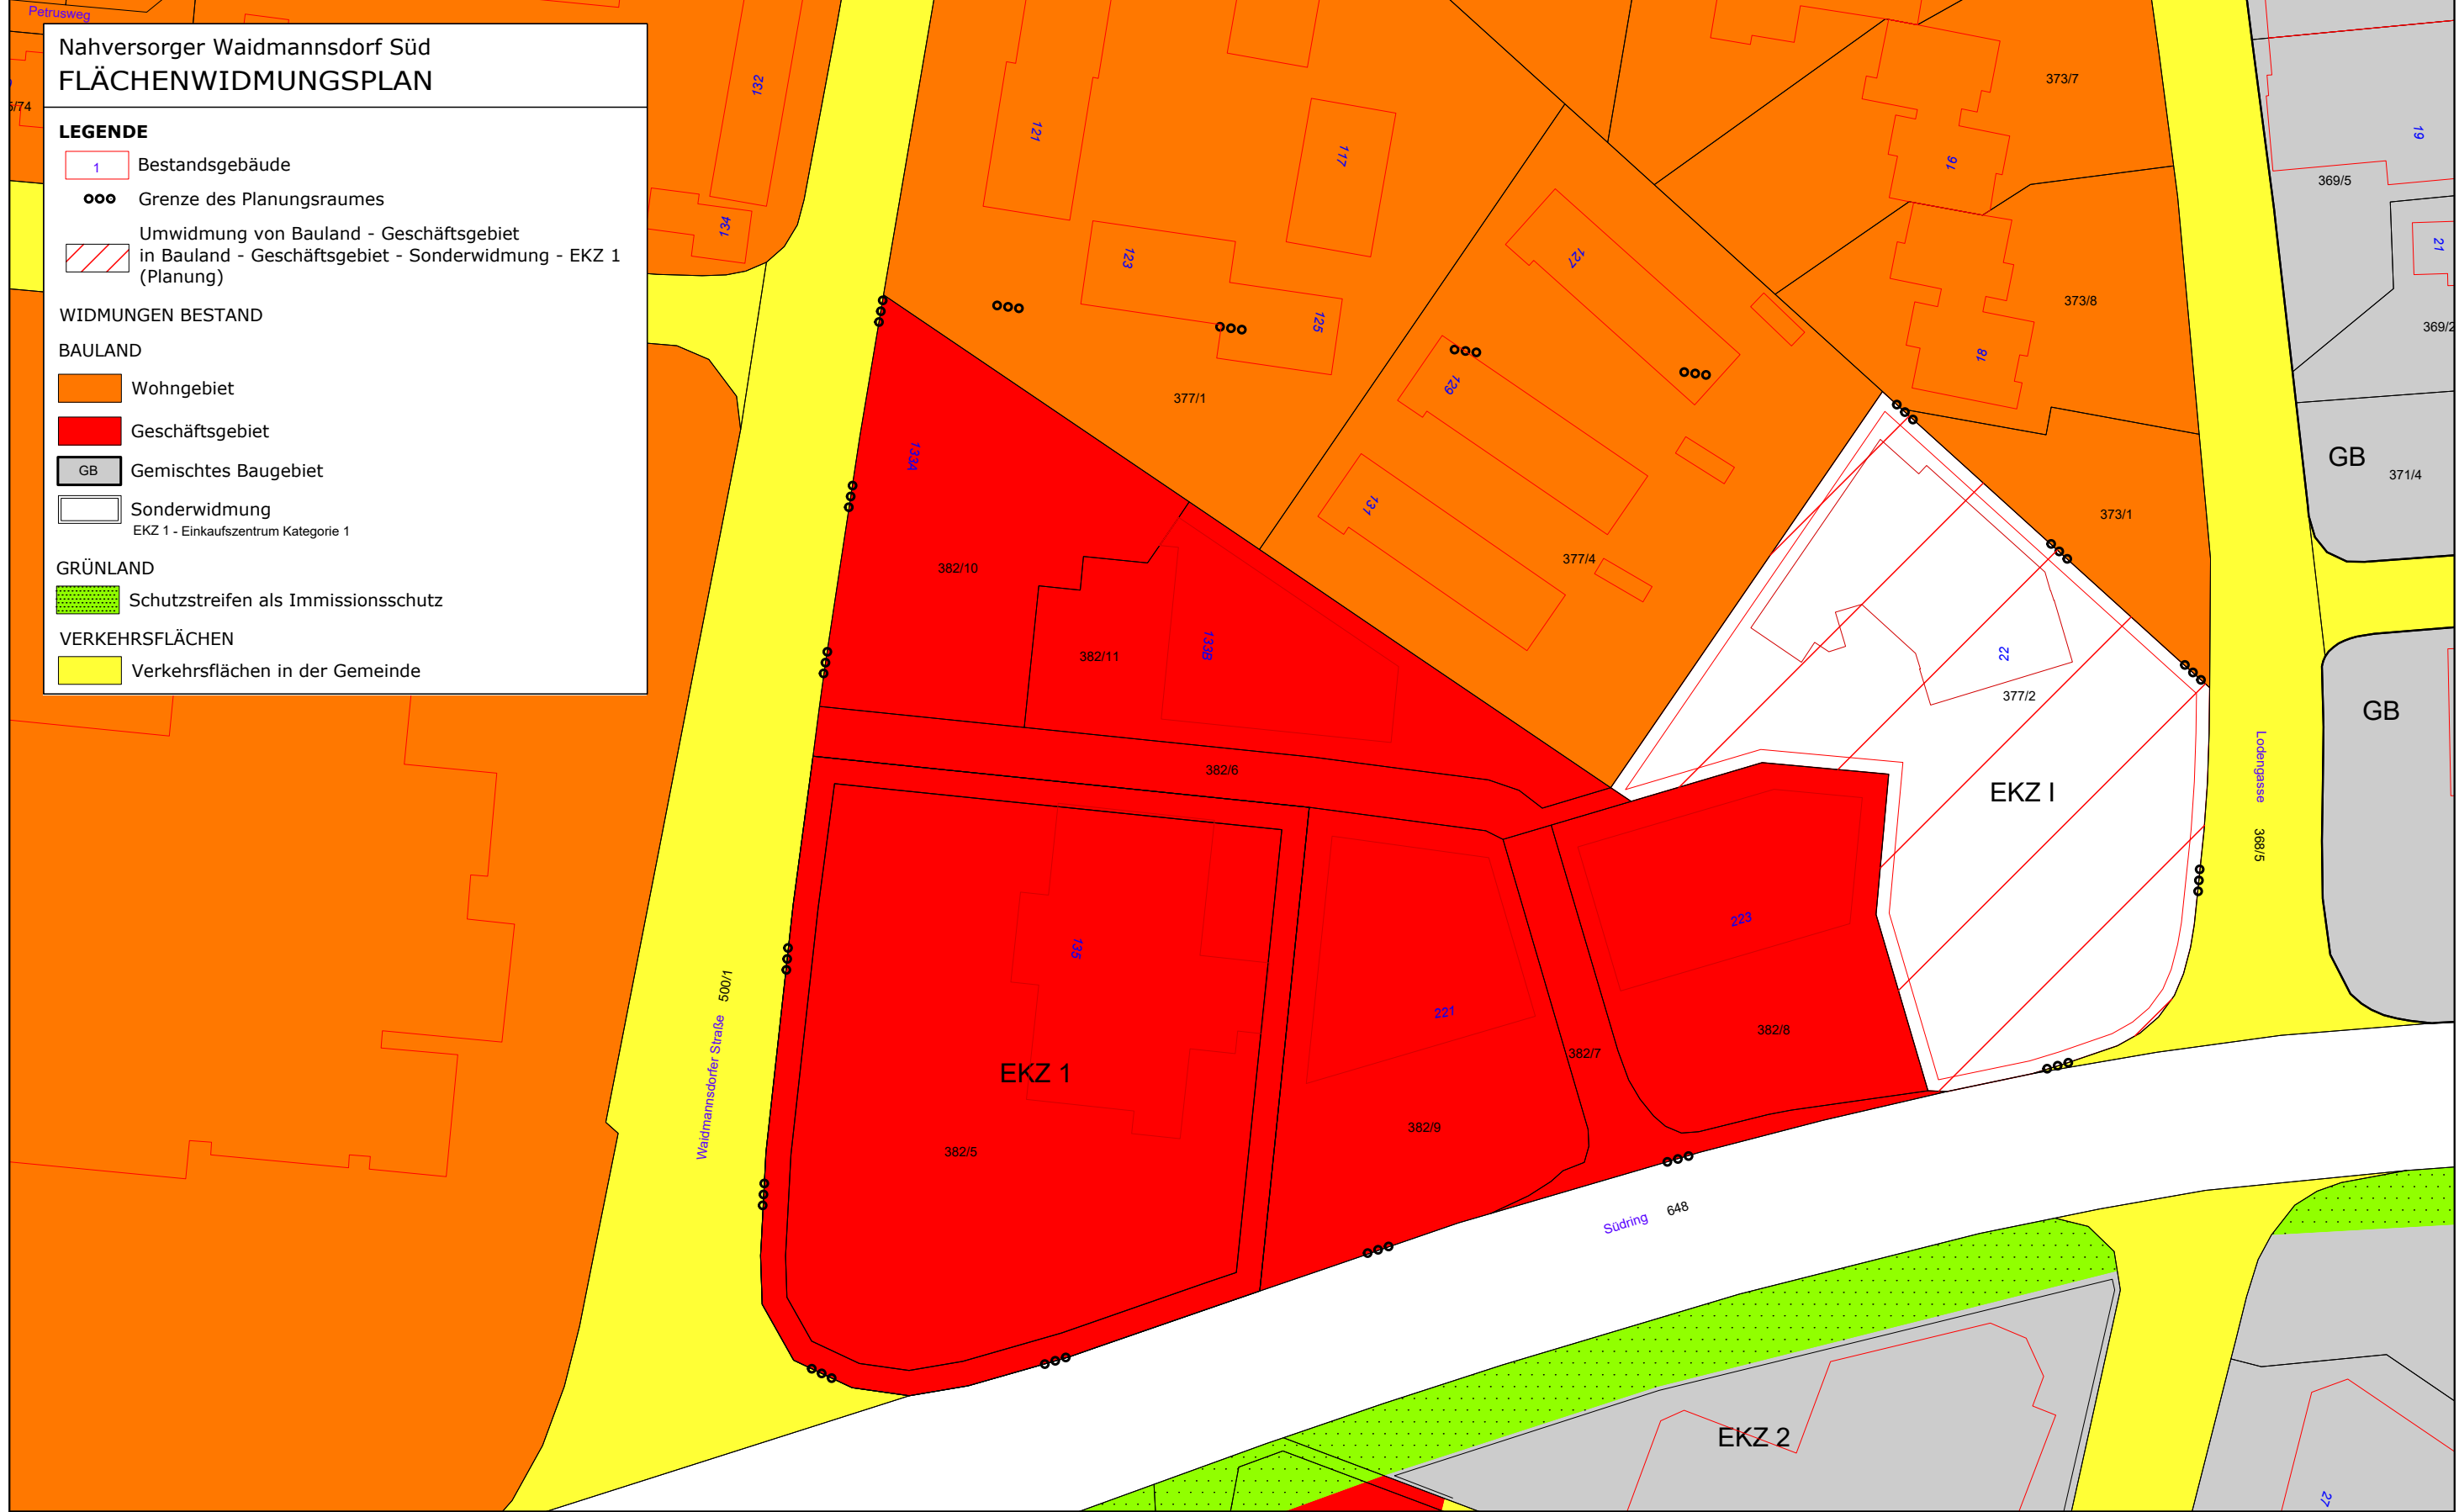 Petrusweg
Nahversorger Waidmannsdorf Süd
FLÄCHENWIDMUNGSPLAN
LEGENDE
1 Bestandsgebäude
Grenze des Planungsraumes
Umwidmung von Bauland - Geschäftsgebiet
in Bauland - Geschäftsgebiet - Sonderwidmung - EKZ 1
(Planung)
WIDMUNGEN BESTAND
BAULAND
Wohngebiet
Geschäftsgebiet
GB Gemischtes Baugebiet
Sonderwidmung
EKZ 1 - Einkaufszentrum Kategorie 1
GRÜNLAND
Schutzstreifen als Immissionsschutz
VERKEHRSFLÄCHEN
Verkehrsflächen in der Gemeinde
132
134
121
117
123
125
127
129
131
16
18
19
21
373/7
369/5
373/8
369/2
377/1
133A
GB
371/4
373/1
377/4
382/10
382/11
133B
22
377/2
GB
382/6
EKZ I
Lodengasse 368/5
223
135
221
Waidmannsdorfer Straße 500/1
382/8
382/7
EKZ 1
382/9
382/5
Südring 648
EKZ 2
27